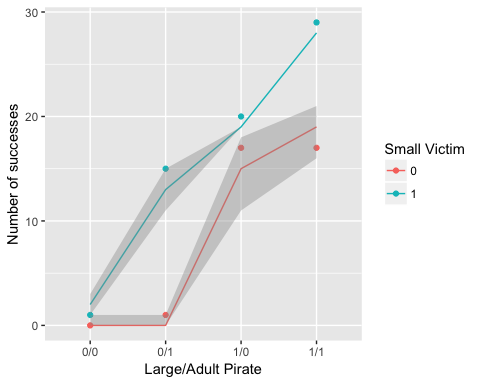 30
20
10
0
Number of successes
0/0 0/1 1/0 1/1
Large/Adult Pirate
Small Victim
0
1